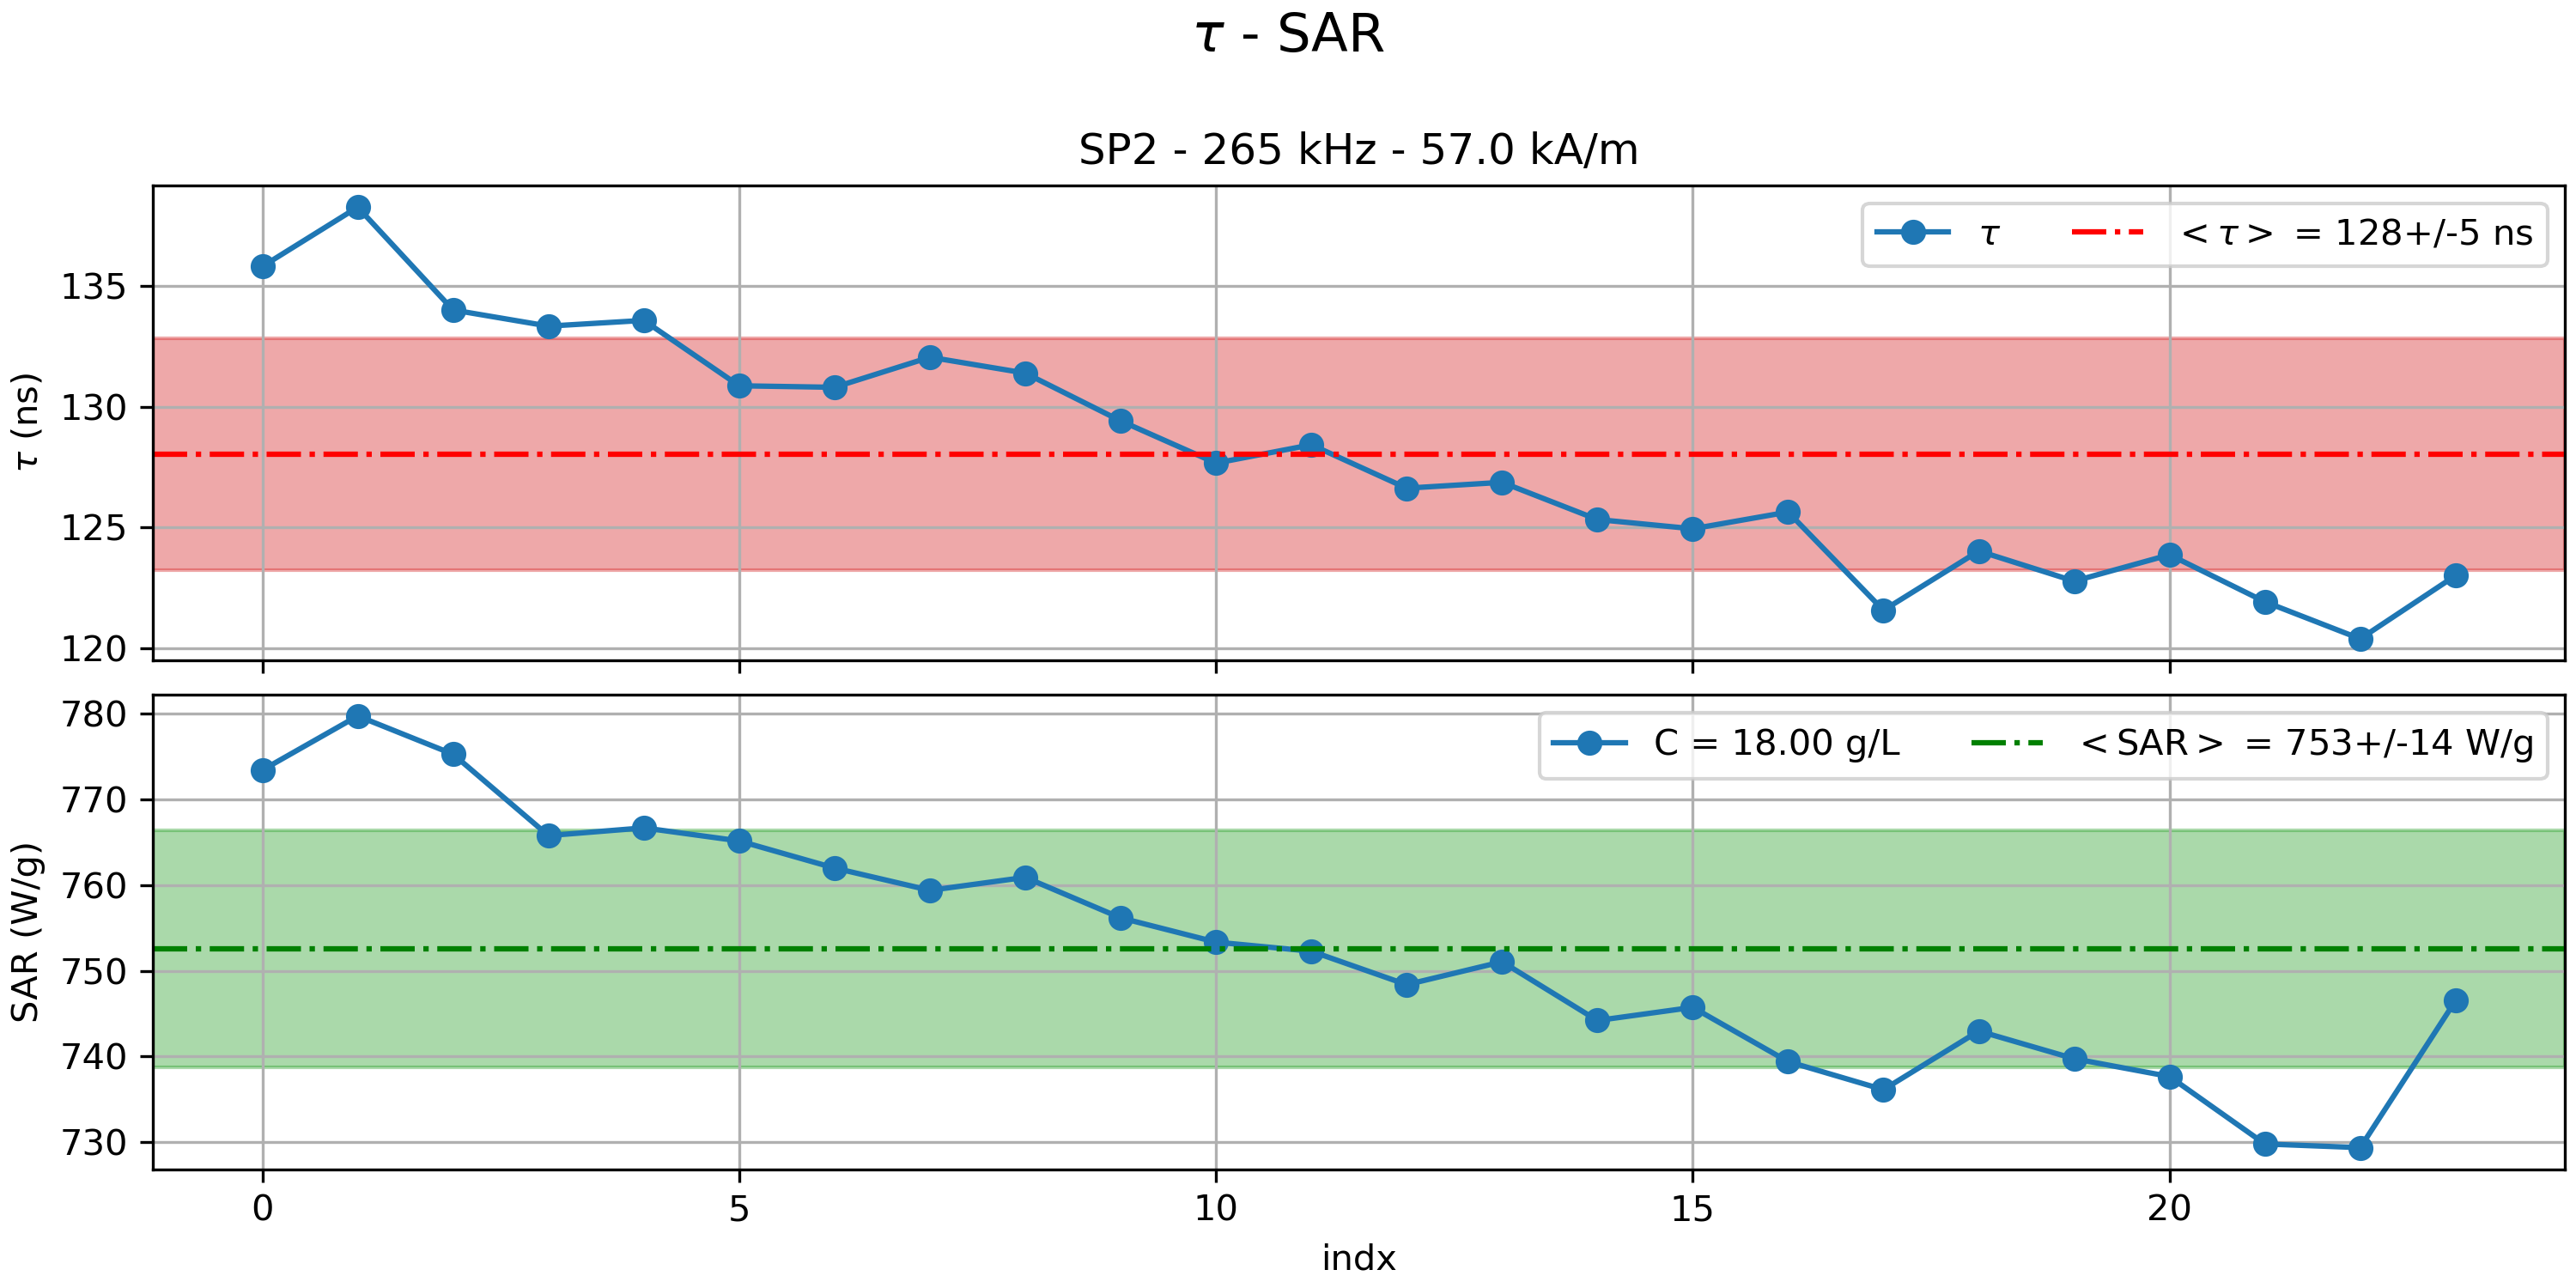 τ - SAR
SP2 - 265 kHz - 57.0 kA/m
τ (ns)
135
130
125
120
τ
<τ> = 128+/-5 ns
SAR (W/g)
780
770
760
750
740
730
C = 18.00 g/L
<SAR> = 753+/-14 W/g
0 5 10 15 20
indx